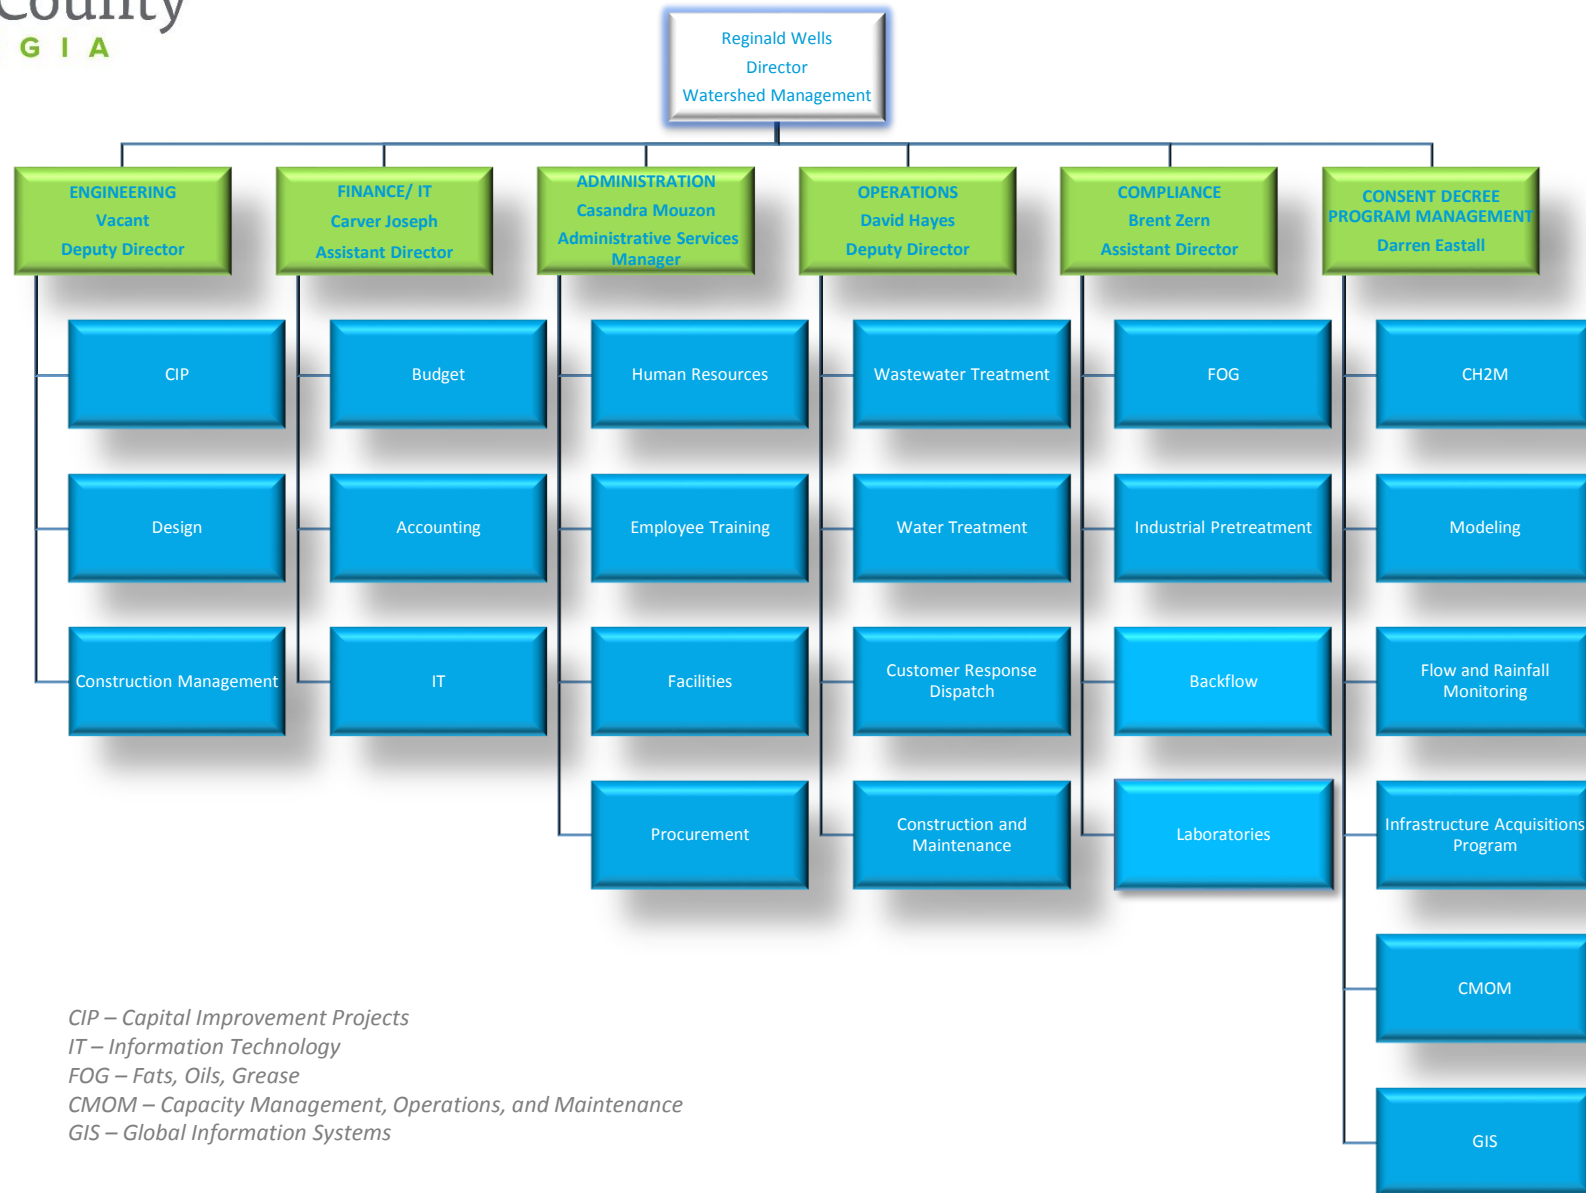 County
G I A
Reginald Wells
Director
Watershed Management
ENGINEERING
Vacant
Deputy Director
FINANCE/ IT
Carver Joseph
Assistant Director
ADMINISTRATION
Casandra Mouzon
Administrative Services
Manager
OPERATIONS
David Hayes
Deputy Director
COMPLIANCE
Brent Zern
Assistant Director
CONSENT DECREE
PROGRAM MANAGEMENT
Darren Eastall
CIP
Design
Construction Management
Budget
Accounting
IT
Human Resources
Employee Training
Facilities
Procurement
Wastewater Treatment
Water Treatment
Customer Response
Dispatch
Construction and
Maintenance
FOG
Industrial Pretreatment
Backflow
Laboratories
CH2M
Modeling
Flow and Rainfall
Monitoring
Infrastructure Acquisitions
Program
CMOM
GIS
CIP – Capital Improvement Projects
IT – Information Technology
FOG – Fats, Oils, Grease
CMOM – Capacity Management, Operations, and Maintenance
GIS – Global Information Systems